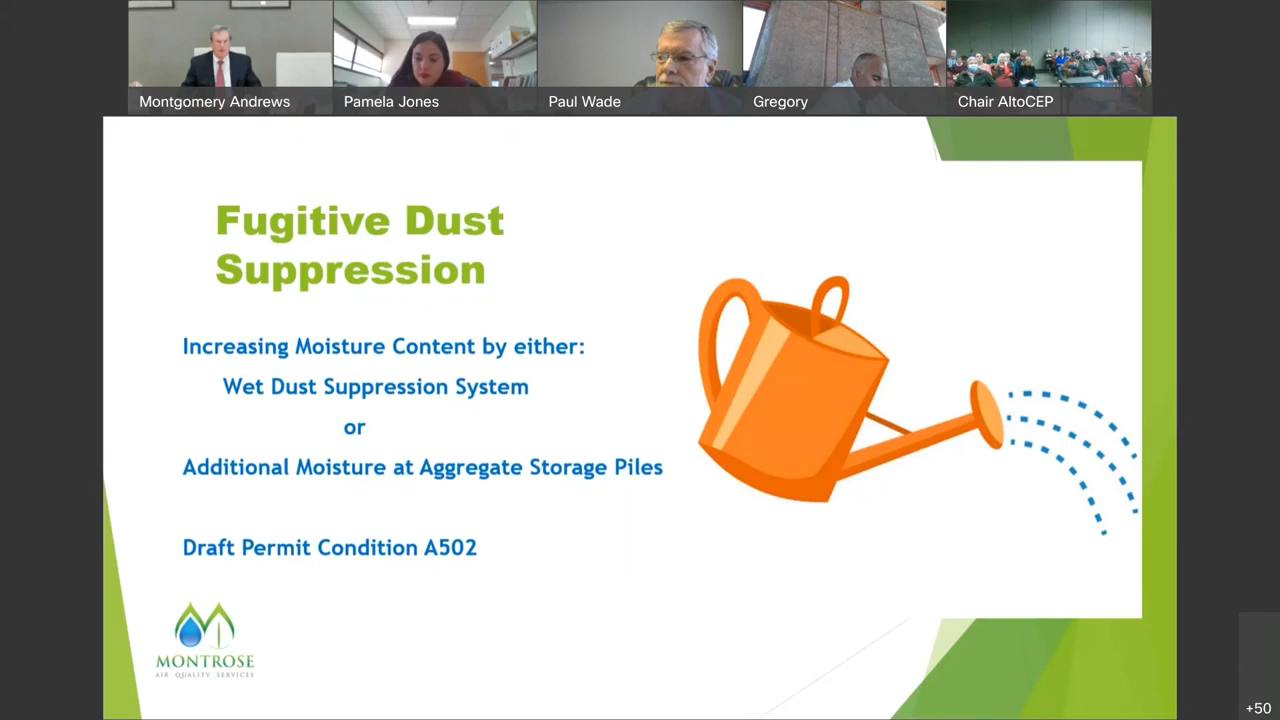 Montgomery Andrews
Pamela Jones
Paul Wade
Gregory
Chair AltoCEP
Fugitive Dust
Suppression
Increasing Moisture Content by either:
Wet Dust Suppression System
or
Additional Moisture at Aggregate Storage Piles
Draft Permit Condition A502
MONTROSE
AIR QUALITY SERVICES
+50